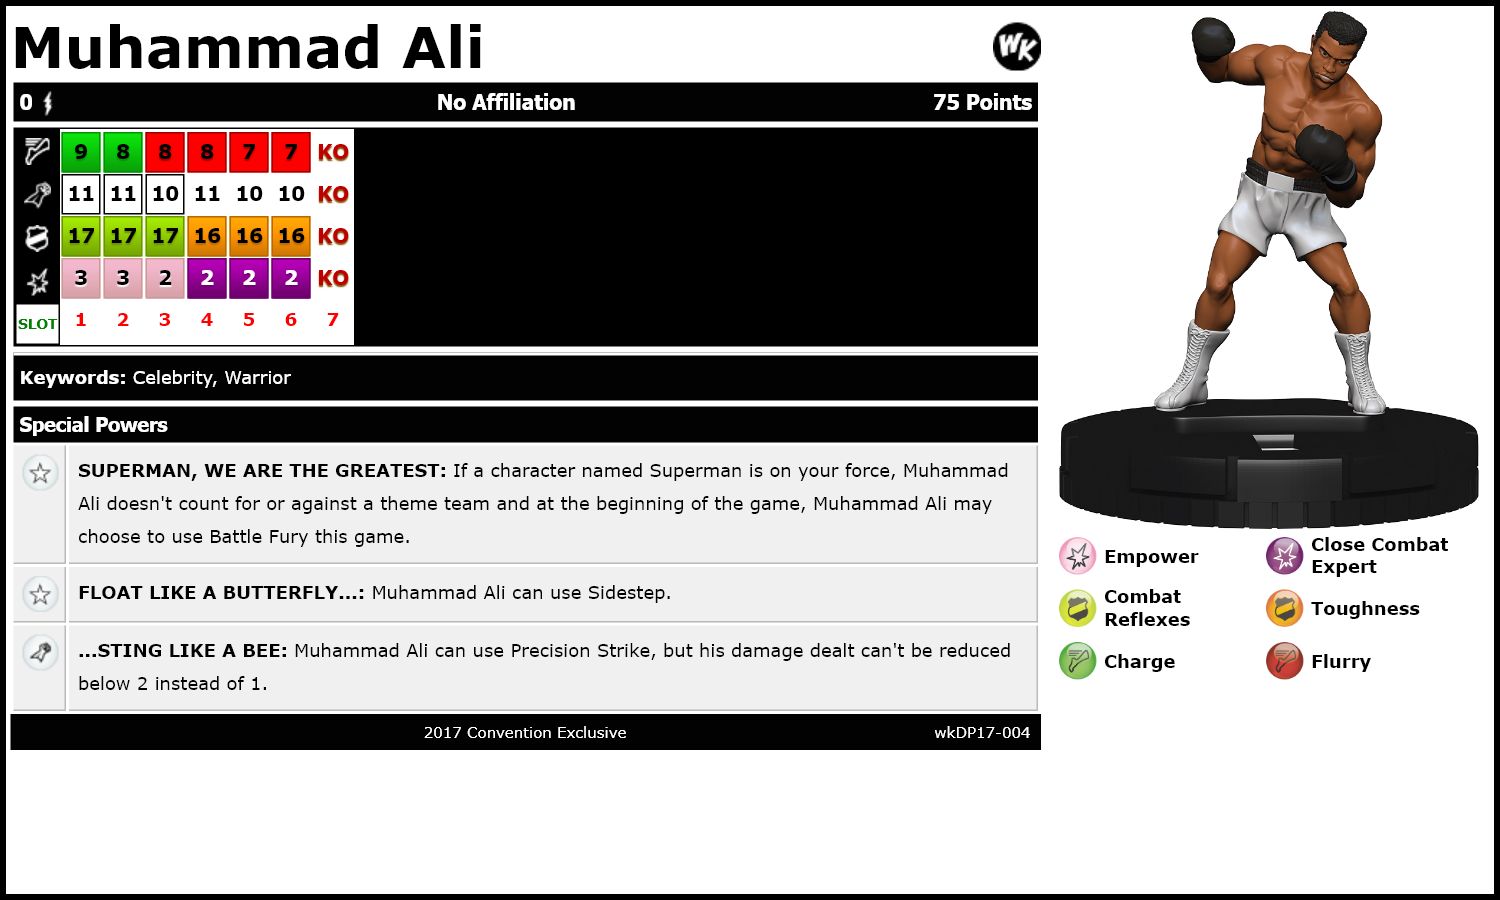 Muhammad Ali
WK
0 No Affiliation 75 Points
9 8 8 8 7 7 KO
11 11 10 11 10 10 KO
17 17 17 16 16 16 KO
3 3 2 2 2 2 KO
SLOT 1 2 3 4 5 6 7
Keywords: Celebrity, Warrior
Special Powers
SUPERMAN, WE ARE THE GREATEST: If a character named Superman is on your force, Muhammad
Ali doesn't count for or against a theme team and at the beginning of the game, Muhammad Ali may
choose to use Battle Fury this game.
FLOAT LIKE A BUTTERFLY...: Muhammad Ali can use Sidestep.
...STING LIKE A BEE: Muhammad Ali can use Precision Strike, but his damage dealt can't be reduced
below 2 instead of 1.
2017 Convention Exclusive wkDP17-004
Empower
Close Combat
Expert
Combat
Reflexes
Toughness
Charge
Flurry